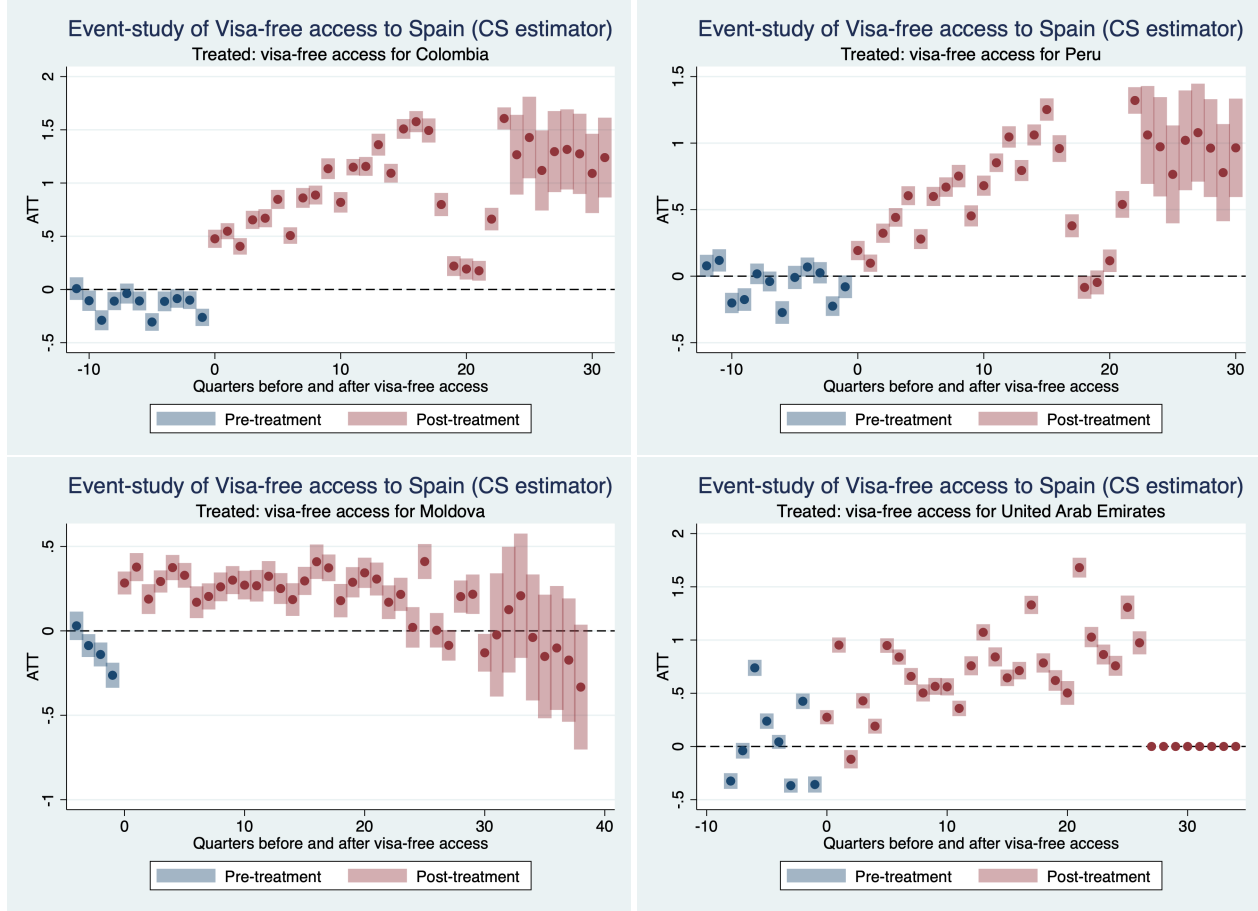 Event-study of Visa-free access to Spain (CS estimator)
Treated: visa-free access for Colombia
ATT
2
1.5
1
.5
0
-.5
-10
0
10
20
30
Quarters before and after visa-free access
Pre-treatment
Post-treatment
Event-study of Visa-free access to Spain (CS estimator)
Treated: visa-free access for Peru
ATT
1.5
1
.5
0
-.5
-10
0
10
20
30
Quarters before and after visa-free access
Pre-treatment
Post-treatment
Event-study of Visa-free access to Spain (CS estimator)
Treated: visa-free access for Moldova
ATT
.5
0
-.5
-1
0
10
20
30
40
Quarters before and after visa-free access
Pre-treatment
Post-treatment
Event-study of Visa-free access to Spain (CS estimator)
Treated: visa-free access for United Arab Emirates
ATT
2
1.5
1
.5
0
-.5
-10
0
10
20
30
Quarters before and after visa-free access
Pre-treatment
Post-treatment